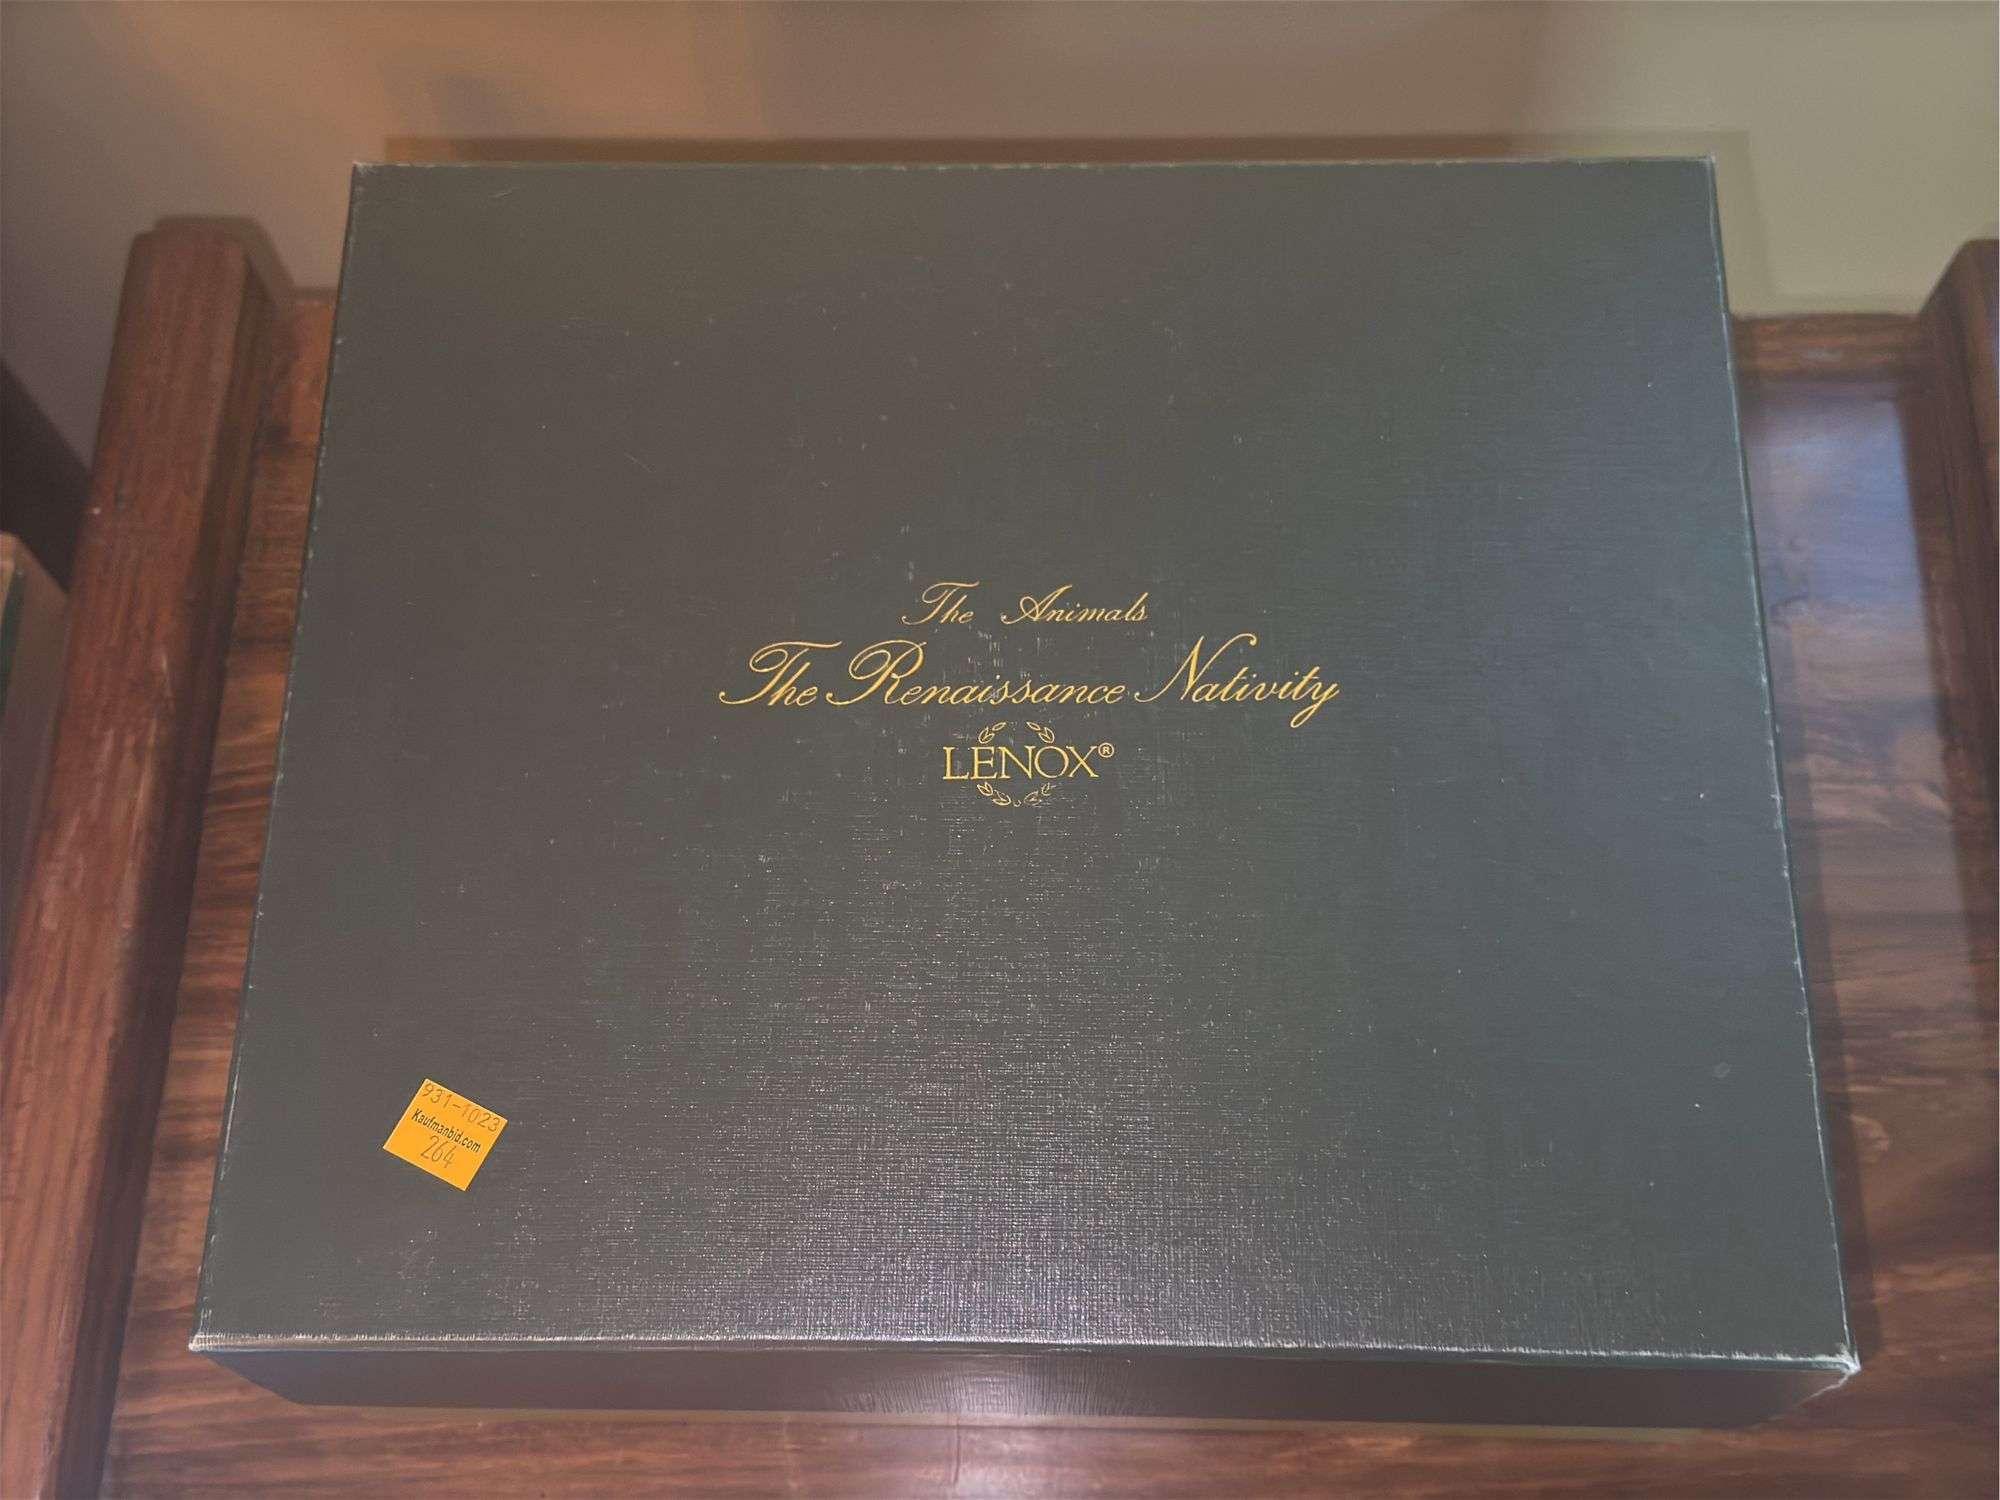 The Animals
The Renaissance Nativity
LENOX®
931-1023
Kaufmanbid.com
264